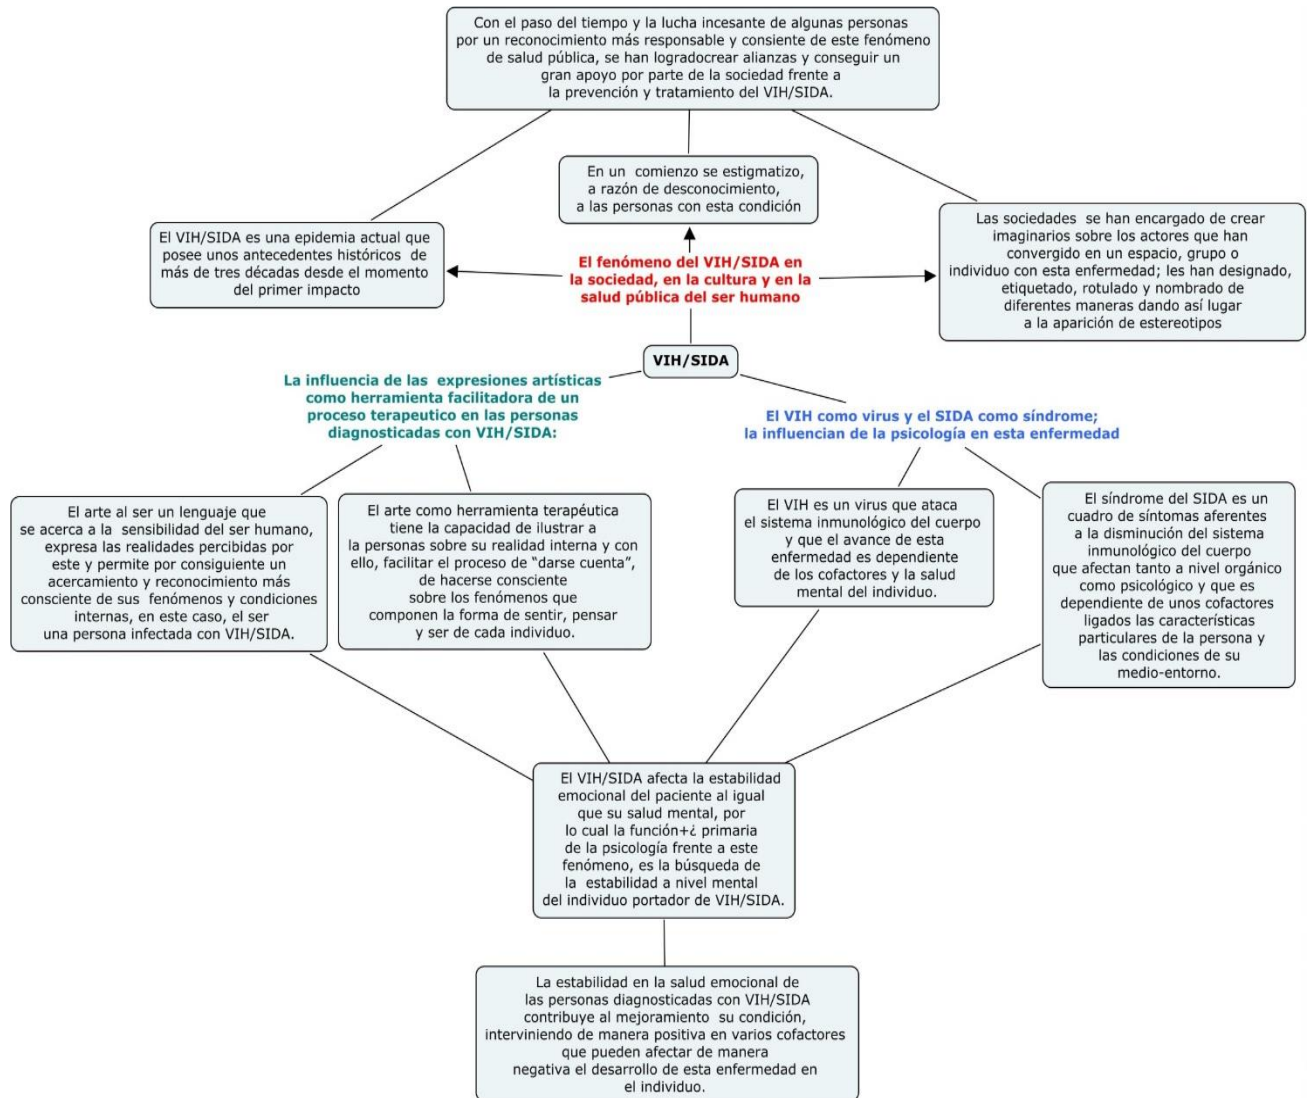 Con el paso del tiempo y la lucha incesante de algunas personas
por un reconocimiento más responsable y consiente de este fenómeno
de salud pública, se han logradocrear alianzas y conseguir un
gran apoyo por parte de la sociedad frente a
la prevención y tratamiento del VIH/SIDA.
En un comienzo se estigmatizo,
a razón de desconocimiento,
a las personas con esta condición
El VIH/SIDA es una epidemia actual que
posee unos antecedentes históricos de
más de tres décadas desde el momento
del primer impacto
El fenómeno del VIH/SIDA en
la sociedad, en la cultura y en la
salud pública del ser humano
Las sociedades se han encargado de crear
imaginarios sobre los actores que han
convergido en un espacio, grupo o
individuo con esta enfermedad; les han designado,
etiquetado, rotulado y nombrado de
diferentes maneras dando así lugar
a la aparición de estereotipos
VIH/SIDA
La influencia de las expresiones artísticas
como herramienta facilitadora de un
proceso terapeutico en las personas
diagnosticadas con VIH/SIDA:
El VIH como virus y el SIDA como síndrome;
la influencian de la psicología en esta enfermedad
El arte al ser un lenguaje que
se acerca a la sensibilidad del ser humano,
expresa las realidades percibidas por
este y permite por consiguiente un
acercamiento y reconocimiento más
consciente de sus fenómenos y condiciones
internas, en este caso, el ser
una persona infectada con VIH/SIDA.
El arte como herramienta terapéutica
tiene la capacidad de ilustrar a
la personas sobre su realidad interna y con
ello, facilitar el proceso de “darse cuenta”,
de hacerse consciente
sobre los fenómenos que
componen la forma de sentir, pensar
y ser de cada individuo.
El VIH es un virus que ataca
el sistema inmunológico del cuerpo
y que el avance de esta
enfermedad es dependiente
de los cofactores y la salud
mental del individuo.
El síndrome del SIDA es un
cuadro de síntomas aferentes
a la disminución del sistema
inmunológico del cuerpo
que afectan tanto a nivel orgánico
como psicológico y que es
dependiente de unos cofactores
ligados las características
particulares de la persona y
las condiciones de su
medio-entorno.
El VIH/SIDA afecta la estabilidad
emocional del paciente al igual
que su salud mental, por
lo cual la función+¿ primaria
de la psicología frente a este
fenómeno, es la búsqueda de
la estabilidad a nivel mental
del individuo portador de VIH/SIDA.
La estabilidad en la salud emocional de
las personas diagnosticadas con VIH/SIDA
contribuye al mejoramiento su condición,
interviniendo de manera positiva en varios cofactores
que pueden afectar de manera
negativa el desarrollo de esta enfermedad en
el individuo.